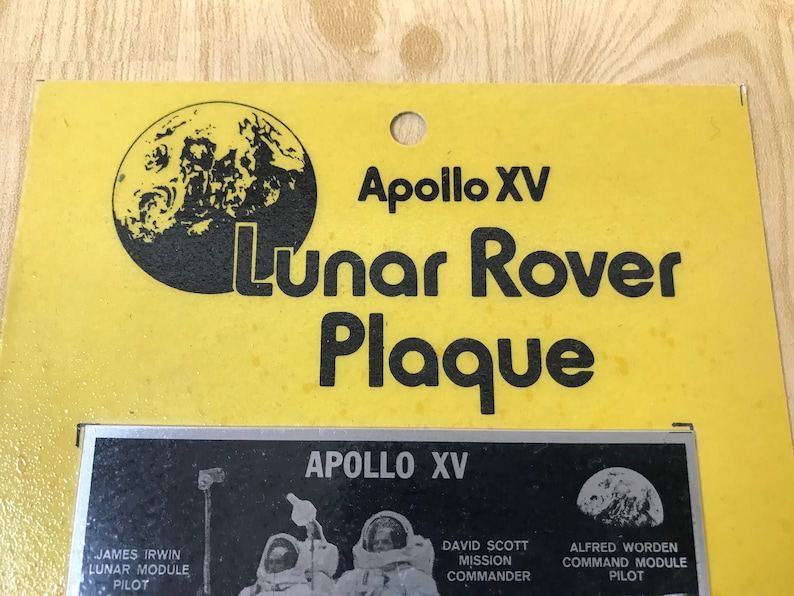 Apollo XV
Lunar Rover
Plaque
APOLLO XV
JAMES IRWIN
LUNAR MODULE
PILOT
DAVID SCOTT
MISSION
COMMANDER
ALFRED WORDEN
COMMAND MODULE
PILOT